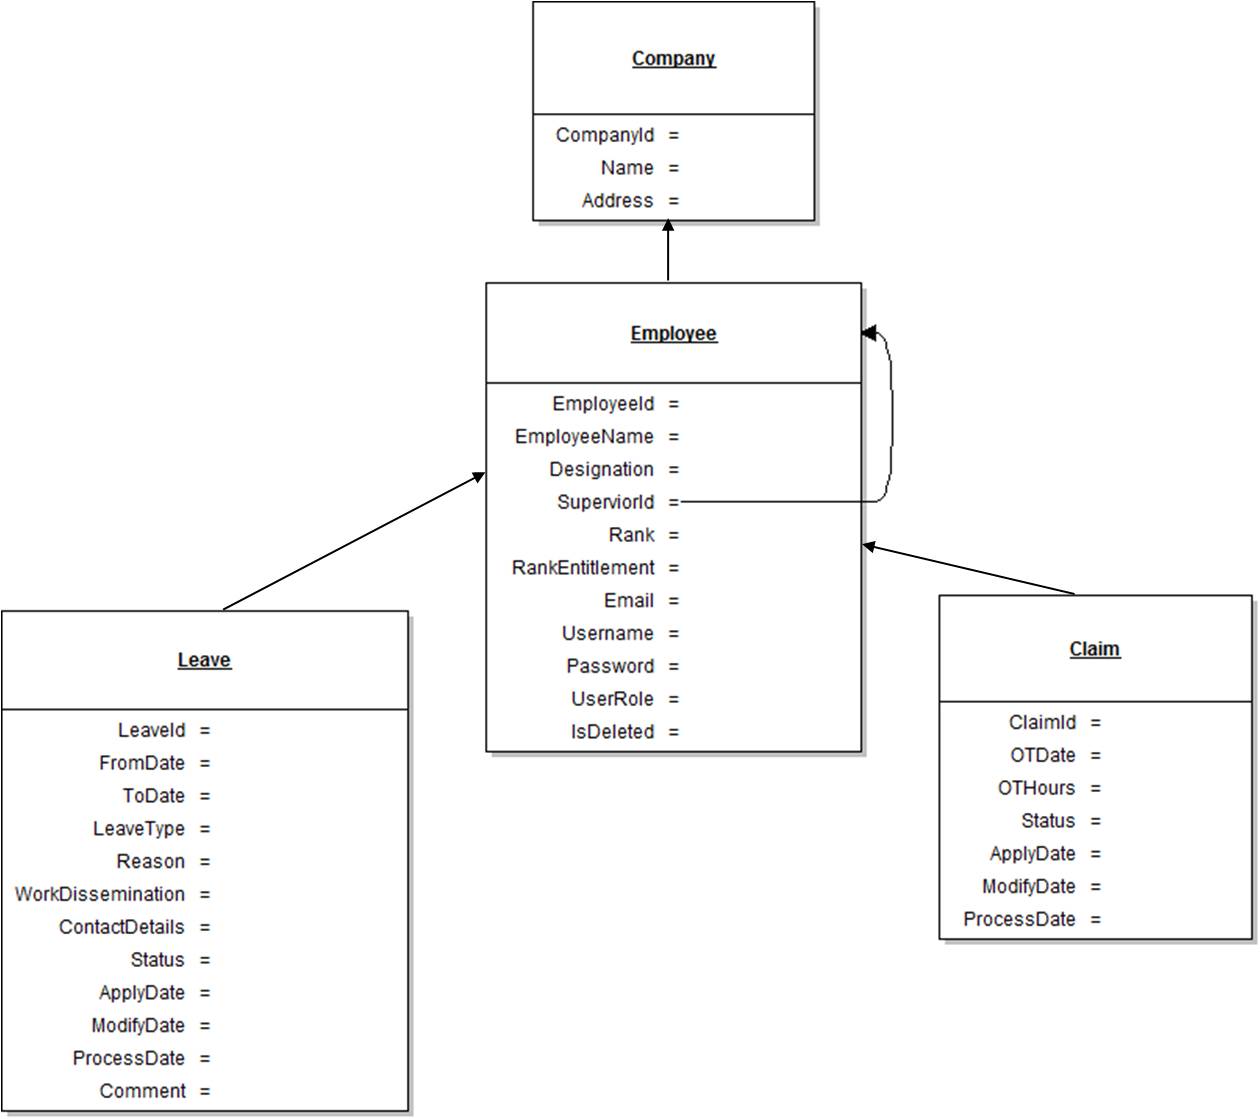 Company
CompanyId =
Name =
Address =
Employee
EmployeeId =
EmployeeName =
Designation =
SuperviorId =
Rank =
RankEntitlement =
Email =
Username =
Password =
UserRole =
IsDeleted =
Leave
LeaveId =
FromDate =
ToDate =
LeaveType =
Reason =
WorkDissemination =
ContactDetails =
Status =
ApplyDate =
ModifyDate =
ProcessDate =
Comment =
Claim
ClaimId =
OTDate =
OTHours =
Status =
ApplyDate =
ModifyDate =
ProcessDate =